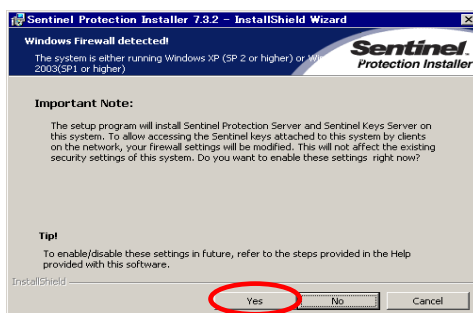 Sentinel Protection Installer 7.3.2 - InstallShield Wizard
Windows Firewall detected!
The system is either running Windows XP (SP 2 or higher) or
2003(SP1 or higher)
Sentinel
Protection Installer
Important Note:
The setup program will install Sentinel Protection Server and Sentinel Keys Server on
this system. To allow accessing the Sentinel keys attached to this system by clients
on the network, your firewall settings will be modified. This will not affect the existing
security settings of this system. Do you want to enable these settings right now?
Tip!
To enable/disable these settings in future, refer to the steps provided in the Help
provided with this software.
InstallShield
Yes
No
Cancel